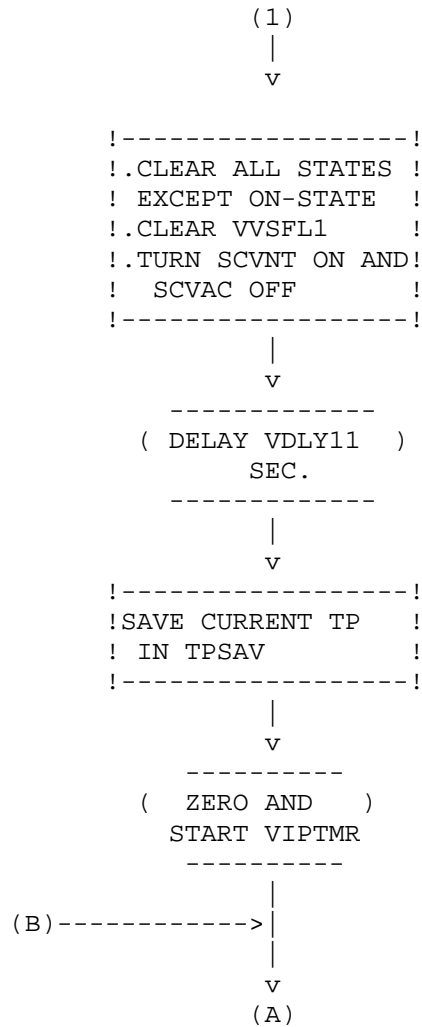 (1)
|
v
!------------------!
!.CLEAR ALL STATES !
! EXCEPT ON-STATE  !
!.CLEAR VVSFL1     !
!.TURN SCVNT ON AND!
!  SCVAC OFF       !
!------------------!
|
v
-------------
( DELAY VDLY11  )
SEC.
-------------
|
v
!------------------!
!SAVE CURRENT TP   !
! IN TPSAV         !
!------------------!
|
v
----------
(  ZERO AND   )
START VIPTMR
----------
|
(B)------------>|
|
v
(A)